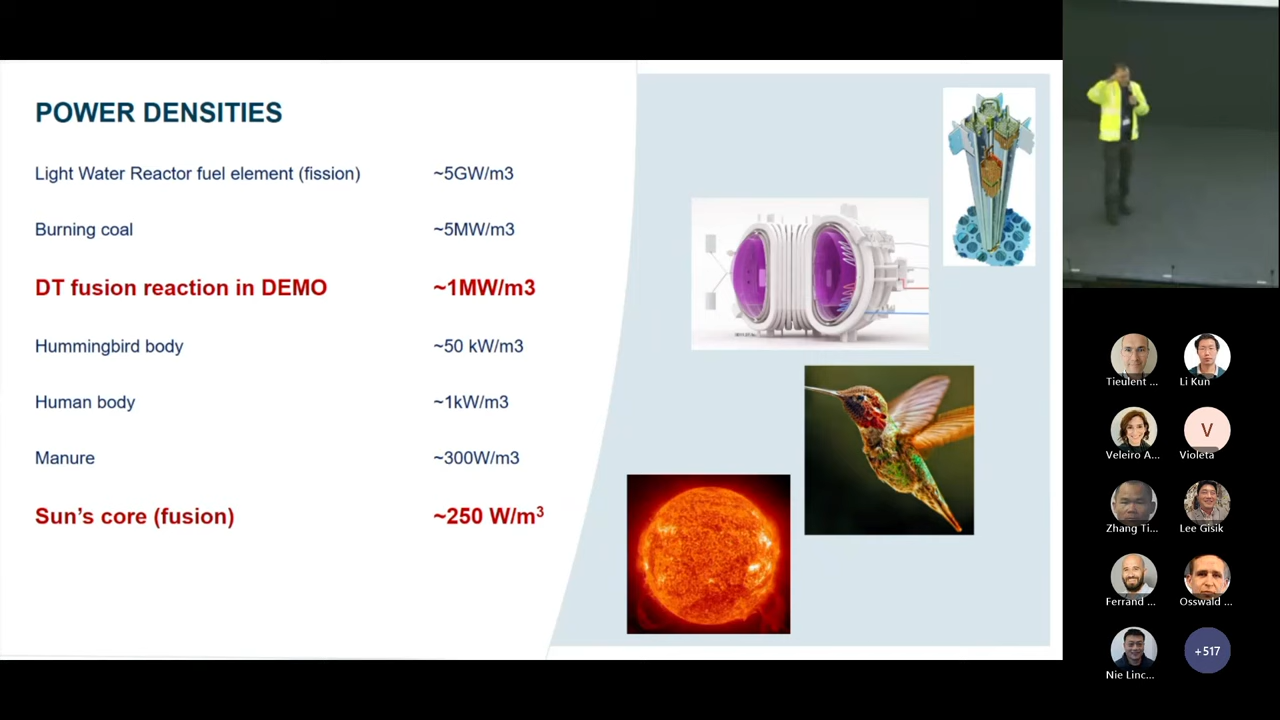 POWER DENSITIES
Light Water Reactor fuel element (fission) ~5GW/m3
Burning coal ~5MW/m3
DT fusion reaction in DEMO ~1MW/m3
Hummingbird body ~50 kW/m3
Human body ~1kW/m3
Manure ~300W/m3
Sun's core (fusion) ~250 W/m³
Tieulent ... Li Kun
V
Veleiro A... Violeta
Zhang Ti... Lee Gisik
Ferrand ... Osswald ...
+517
Nie Linc...